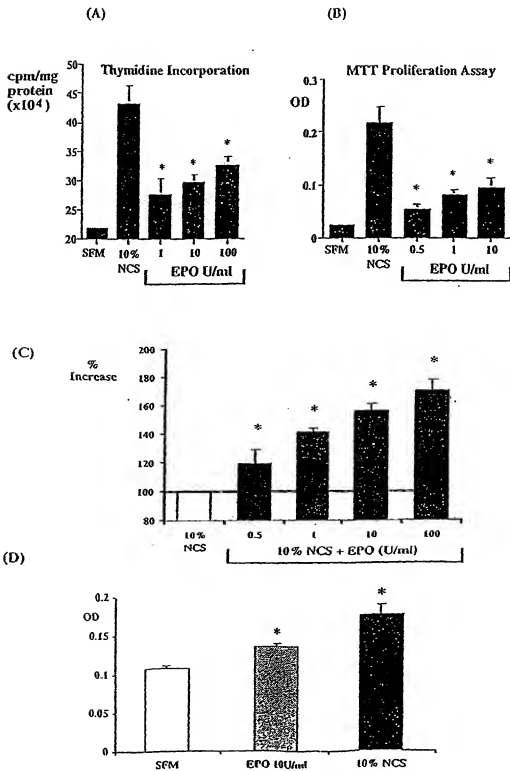 (A)
(B)
cpm/mg
protein
(x10⁴)
Thymidine Incorporation
50
45
40
35
30
25
20
*
*
*
SFM
10%
NCS
1
10
100
EPO U/ml
MTT Proliferation Assay
OD
0.3
0.2
0.1
0
*
*
*
SFM
10%
NCS
0.5
1
10
EPO U/ml
(C)
%
Increase
200
180
160
140
120
100
80
*
*
*
*
10%
NCS
0.5
1
10
100
10% NCS + EPO (U/ml)
(D)
OD
0.2
0.15
0.1
0.05
0
*
*
SFM
EPO 10U/ml
10% NCS